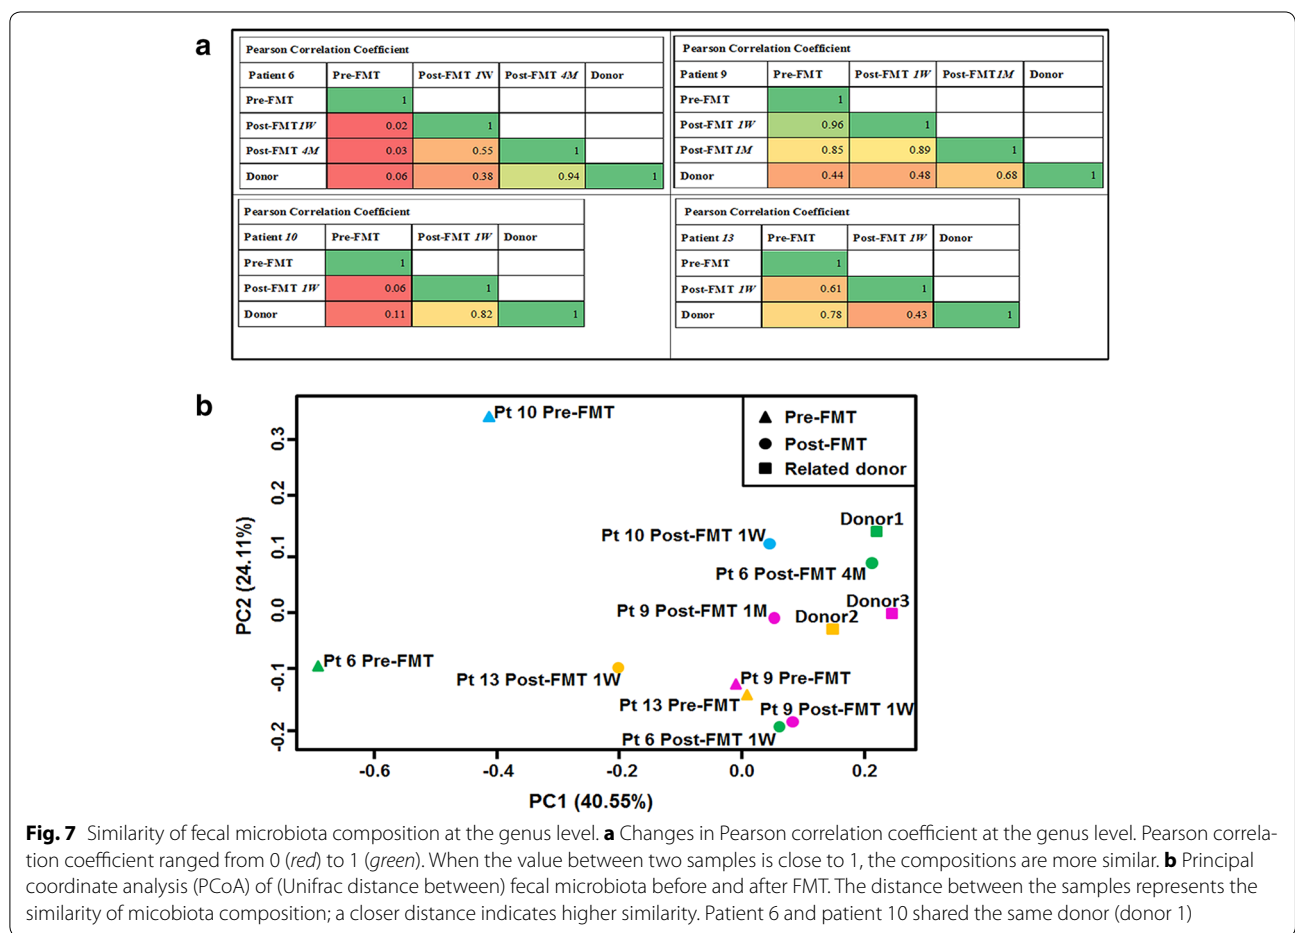 a
Pearson Correlation Coefficient
Patient 6 Pre-FMT Post-FMT 1W Post-FMT 4M Donor
Pre-FMT 1
Post-FMT1W 0.02 1
Post-FMT 4M 0.03 0.55 1
Donor 0.06 0.38 0.94 1
Pearson Correlation Coefficient
Patient 9 Pre-FMT Post-FMT 1W Post-FMT1M Donor
Pre-FMT 1
Post-FMT 1W 0.96 1
Post-FMT1M 0.85 0.89 1
Donor 0.44 0.48 0.68 1
Pearson Correlation Coefficient
Patient 10 Pre-FMT Post-FMT 1W Donor
Pre-FMT 1
Post-FMT 1W 0.06 1
Donor 0.11 0.82 1
Pearson Correlation Coefficient
Patient 13 Pre-FMT Post-FMT 1W Donor
Pre-FMT 1
Post-FMT 1W 0.61 1
Donor 0.78 0.43 1
b
Pt 10 Pre-FMT
Pre-FMT
Post-FMT
Related donor
Donor1
Pt 10 Post-FMT 1W
Pt 6 Post-FMT 4M
Donor3
Pt 9 Post-FMT 1M
Donor2
Pt 6 Pre-FMT
Pt 13 Post-FMT 1W
Pt 9 Pre-FMT
Pt 13 Pre-FMT
Pt 9 Post-FMT 1W
Pt 6 Post-FMT 1W
PC2 (24.11%)
0.3
0.2
0.1
0.0
-0.1
-0.2
-0.6 -0.4 -0.2 0.0 0.2
PC1 (40.55%)
Fig. 7 Similarity of fecal microbiota composition at the genus level. a Changes in Pearson correlation coefficient at the genus level. Pearson correla-
tion coefficient ranged from 0 (red) to 1 (green). When the value between two samples is close to 1, the compositions are more similar. b Principal
coordinate analysis (PCoA) of (Unifrac distance between) fecal microbiota before and after FMT. The distance between the samples represents the
similarity of micobiota composition; a closer distance indicates higher similarity. Patient 6 and patient 10 shared the same donor (donor 1)